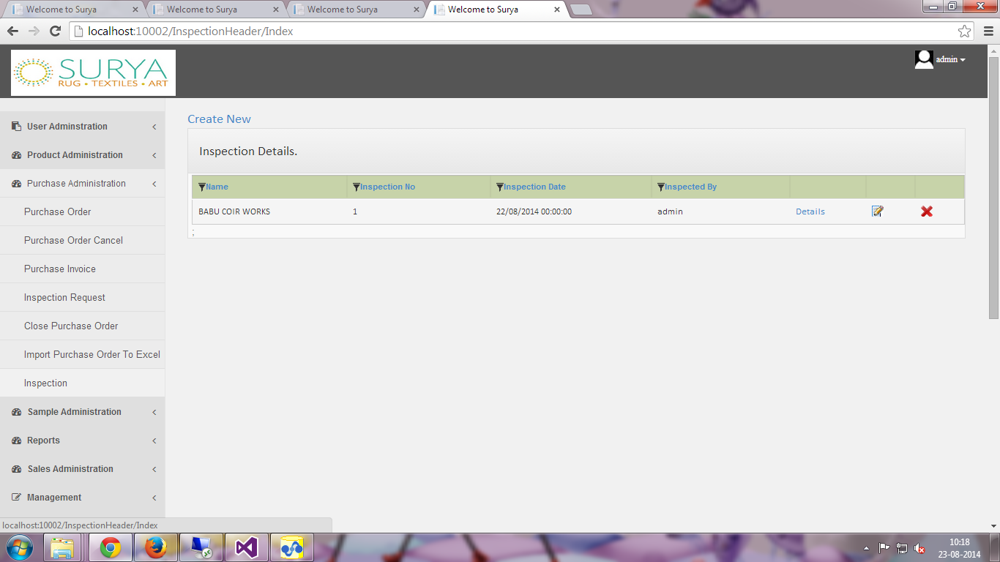 Welcome to Surya
Welcome to Surya
Welcome to Surya
Welcome to Surya
localhost:10002/InspectionHeader/Index
SURYA
RUG • TEXTILES • ART
admin
User Adminstration
Product Administration
Purchase Administration
Purchase Order
Purchase Order Cancel
Purchase Invoice
Inspection Request
Close Purchase Order
Import Purchase Order To Excel
Inspection
Sample Administration
Reports
Sales Administration
Management
Create New
Inspection Details.
Name Inspection No Inspection Date Inspected By
BABU COIR WORKS 1 22/08/2014 00:00:00 admin Details
;
localhost:10002/InspectionHeader/Index
10:18
23-08-2014